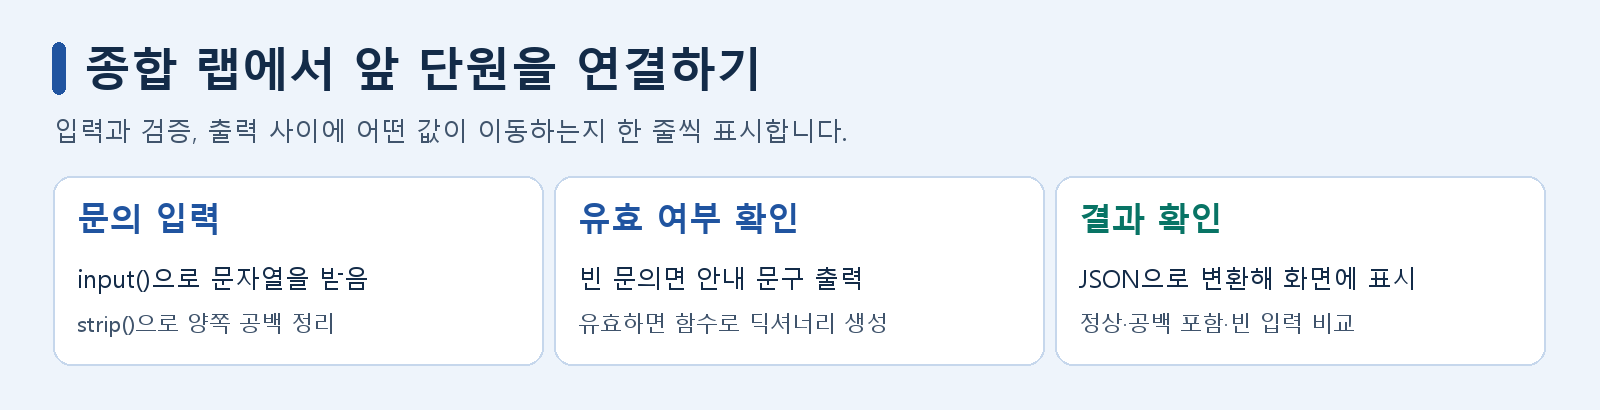 종합 랩에서 앞 단원을 연결하기
입력과 검증, 출력 사이에 어떤 값이 이동하는지 한 줄씩 표시합니다.
문의 입력
input()으로 문자열을 받음
strip()으로 양쪽 공백 정리
유효 여부 확인
빈 문의면 안내 문구 출력
유효하면 함수로 딕셔너리 생성
결과 확인
JSON으로 변환해 화면에 표시
정상·공백 포함·빈 입력 비교